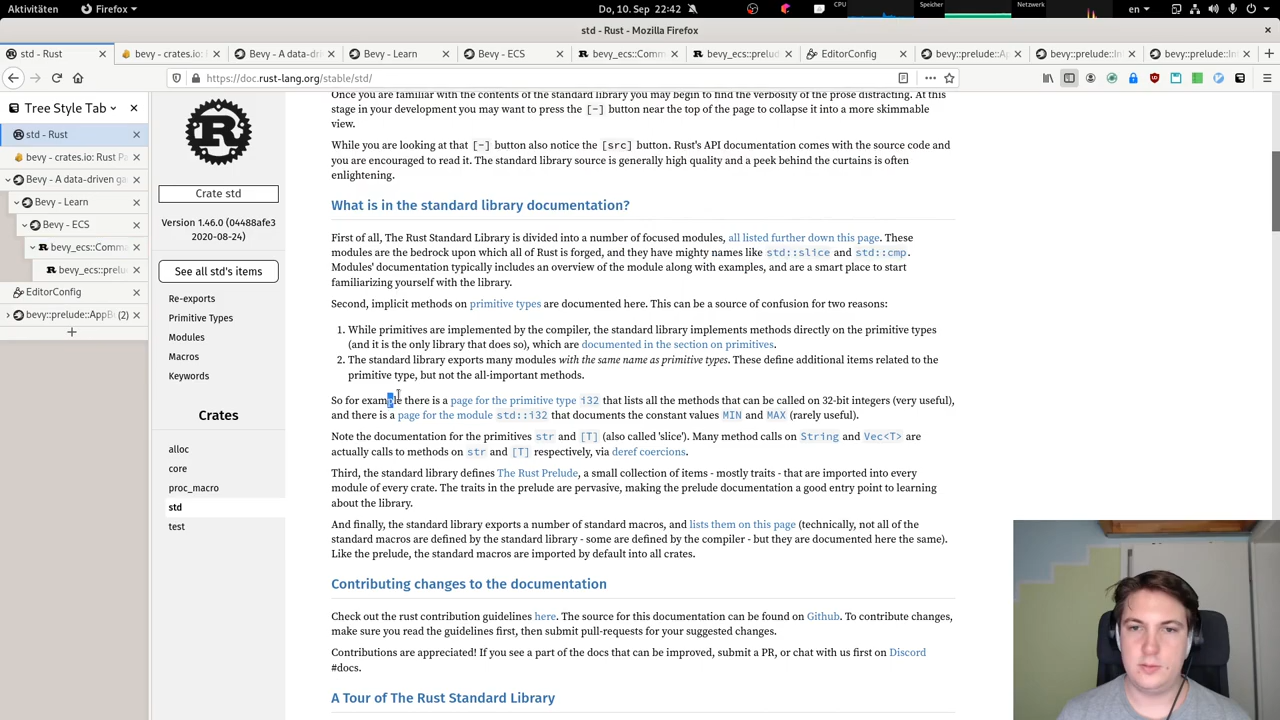 Aktivitäten Firefox Do, 10. Sep 22:42 CPU Speicher Netzwerk en
std - Rust - Mozilla Firefox
std - Rust bevy - crates.io: Bevy - A data-dri Bevy - Learn Bevy - ECS bevy_ecs::Comm bevy_ecs::prelude EditorConfig bevy::prelude::Ap bevy::prelude::In bevy::prelude::In
https://doc.rust-lang.org/stable/std/
Tree Style Tab
std - Rust
bevy - crates.io: Rust Pa
Bevy - A data-driven ga
Bevy - Learn
Bevy - ECS
bevy_ecs::Comma
bevy_ecs::prelu
EditorConfig
bevy::prelude::AppB (2)
Crate std
Version 1.46.0 (04488afe3
2020-08-24)
See all std's items
Re-exports
Primitive Types
Modules
Macros
Keywords
Crates
alloc
core
proc_macro
std
test
Once you are familiar with the contents of the standard library you may begin to find the verbosity of the prose distracting. At this
stage in your development you may want to press the [-] button near the top of the page to collapse it into a more skimmable
view.
While you are looking at that [-] button also notice the [src] button. Rust's API documentation comes with the source code and
you are encouraged to read it. The standard library source is generally high quality and a peek behind the curtains is often
enlightening.
What is in the standard library documentation?
First of all, The Rust Standard Library is divided into a number of focused modules, all listed further down this page. These
modules are the bedrock upon which all of Rust is forged, and they have mighty names like std::slice and std::cmp.
Modules' documentation typically includes an overview of the module along with examples, and are a smart place to start
familiarizing yourself with the library.
Second, implicit methods on primitive types are documented here. This can be a source of confusion for two reasons:
1. While primitives are implemented by the compiler, the standard library implements methods directly on the primitive types
(and it is the only library that does so), which are documented in the section on primitives.
2. The standard library exports many modules with the same name as primitive types. These define additional items related to the
primitive type, but not the all-important methods.
So for example there is a page for the primitive type i32 that lists all the methods that can be called on 32-bit integers (very useful),
and there is a page for the module std::i32 that documents the constant values MIN and MAX (rarely useful).
Note the documentation for the primitives str and [T] (also called 'slice'). Many method calls on String and Vec<T> are
actually calls to methods on str and [T] respectively, via deref coercions.
Third, the standard library defines The Rust Prelude, a small collection of items - mostly traits - that are imported into every
module of every crate. The traits in the prelude are pervasive, making the prelude documentation a good entry point to learning
about the library.
And finally, the standard library exports a number of standard macros, and lists them on this page (technically, not all of the
standard macros are defined by the standard library - some are defined by the compiler - but they are documented here the same).
Like the prelude, the standard macros are imported by default into all crates.
Contributing changes to the documentation
Check out the rust contribution guidelines here. The source for this documentation can be found on Github. To contribute changes,
make sure you read the guidelines first, then submit pull-requests for your suggested changes.
Contributions are appreciated! If you see a part of the docs that can be improved, submit a PR, or chat with us first on Discord
#docs.
A Tour of The Rust Standard Library